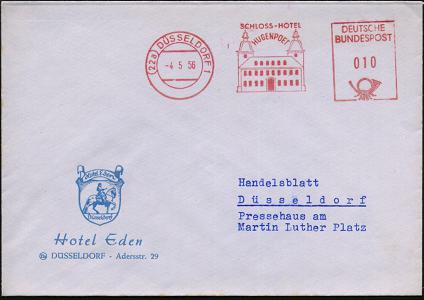 (22a) DÜSSELDORF 1
-4.5.56
SCHLOSS-HOTEL
HUGENPOET
DEUTSCHE
BUNDESPOST
010
Hotel Eden
Düsseldorf
Hotel Eden
DÜSSELDORF - Adersstr. 29
Handelsblatt
Düsseldorf
Pressehaus am
Martin Luther Platz